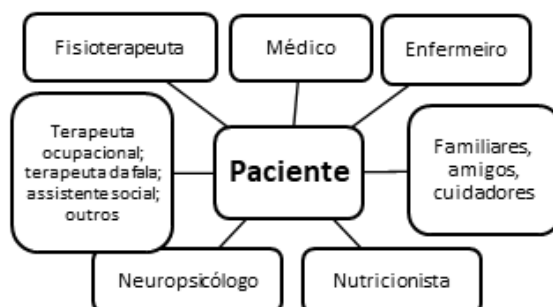 Fisioterapeuta
Médico
Enfermeiro
Terapeuta
ocupacional;
terapeuta da fala;
assistente social;
outros
Paciente
Familiares,
amigos,
cuidadores
Neuropsicólogo
Nutricionista